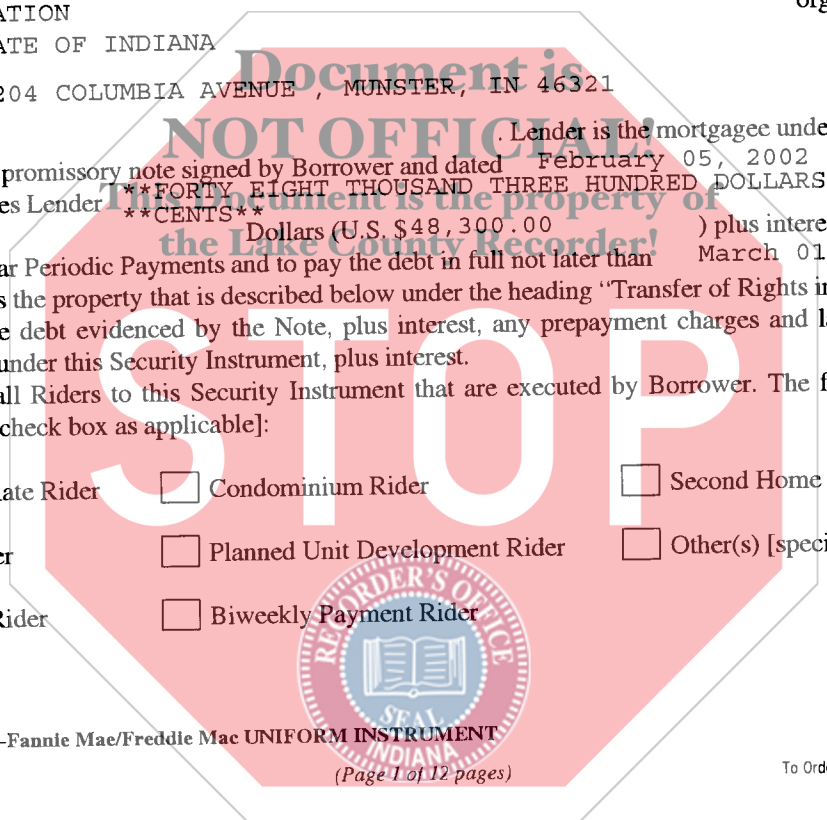 ATION
ATE OF INDIANA
204 COLUMBIA AVENUE , MUNSTER, IN 46321
. Lender is the mortgagee unde
promissory note signed by Borrower and dated February 05, 2002
es Lender **FORTY EIGHT THOUSAND THREE HUNDRED DOLLARS
**CENTS**
Dollars (U.S. $48,300.00 ) plus intere
ar Periodic Payments and to pay the debt in full not later than March 01
s the property that is described below under the heading “Transfer of Rights in
e debt evidenced by the Note, plus interest, any prepayment charges and la
under this Security Instrument, plus interest.
all Riders to this Security Instrument that are executed by Borrower. The f
check box as applicable]:
ate Rider Condominium Rider Second Home
er Planned Unit Development Rider Other(s) [speci
Rider Biweekly Payment Rider
-Fannie Mae/Freddie Mac UNIFORM INSTRUMENT
(Page 1 of 12 pages)
To Orde
org
Document is
NOT OFFICIAL!
This Document is the property of
the Lake County Recorder!
STOP
RECORDER'S OFFICE
SEAL
INDIANA